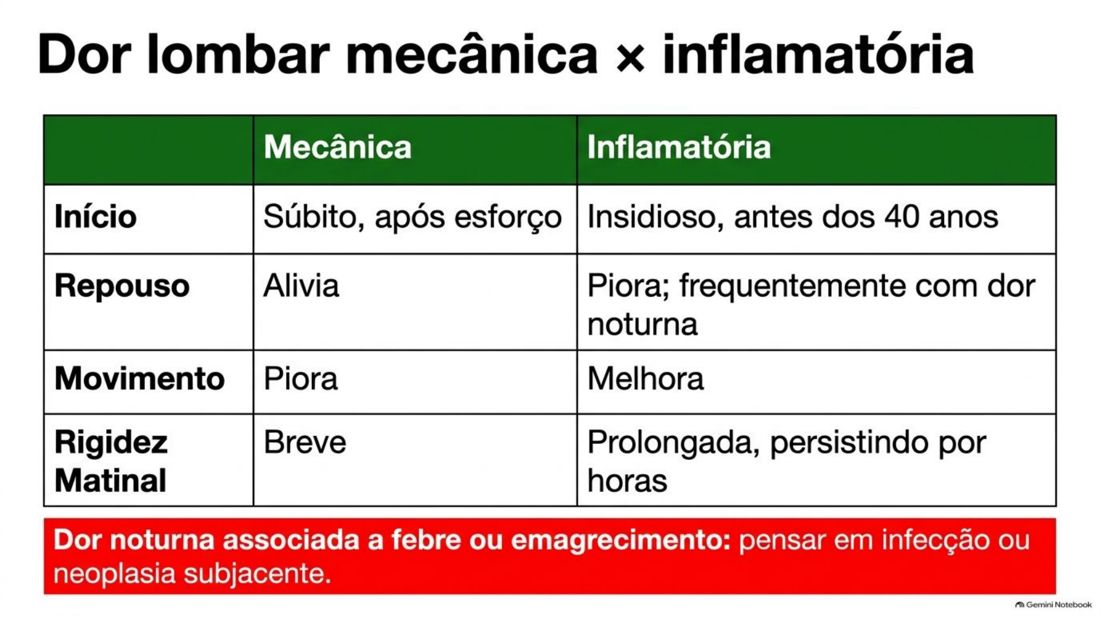 Dor lombar mecânica × inflamatória
Mecânica Inflamatória
Início Súbito, após esforço Insidioso, antes dos 40 anos
Repouso Alivia Piora; frequentemente com dor
noturna
Movimento Piora Melhora
Rigidez Breve Prolongada, persistindo por
Matinal horas
Dor noturna associada a febre ou emagrecimento: pensar em infecção ou
neoplasia subjacente.
Gemini Notebook